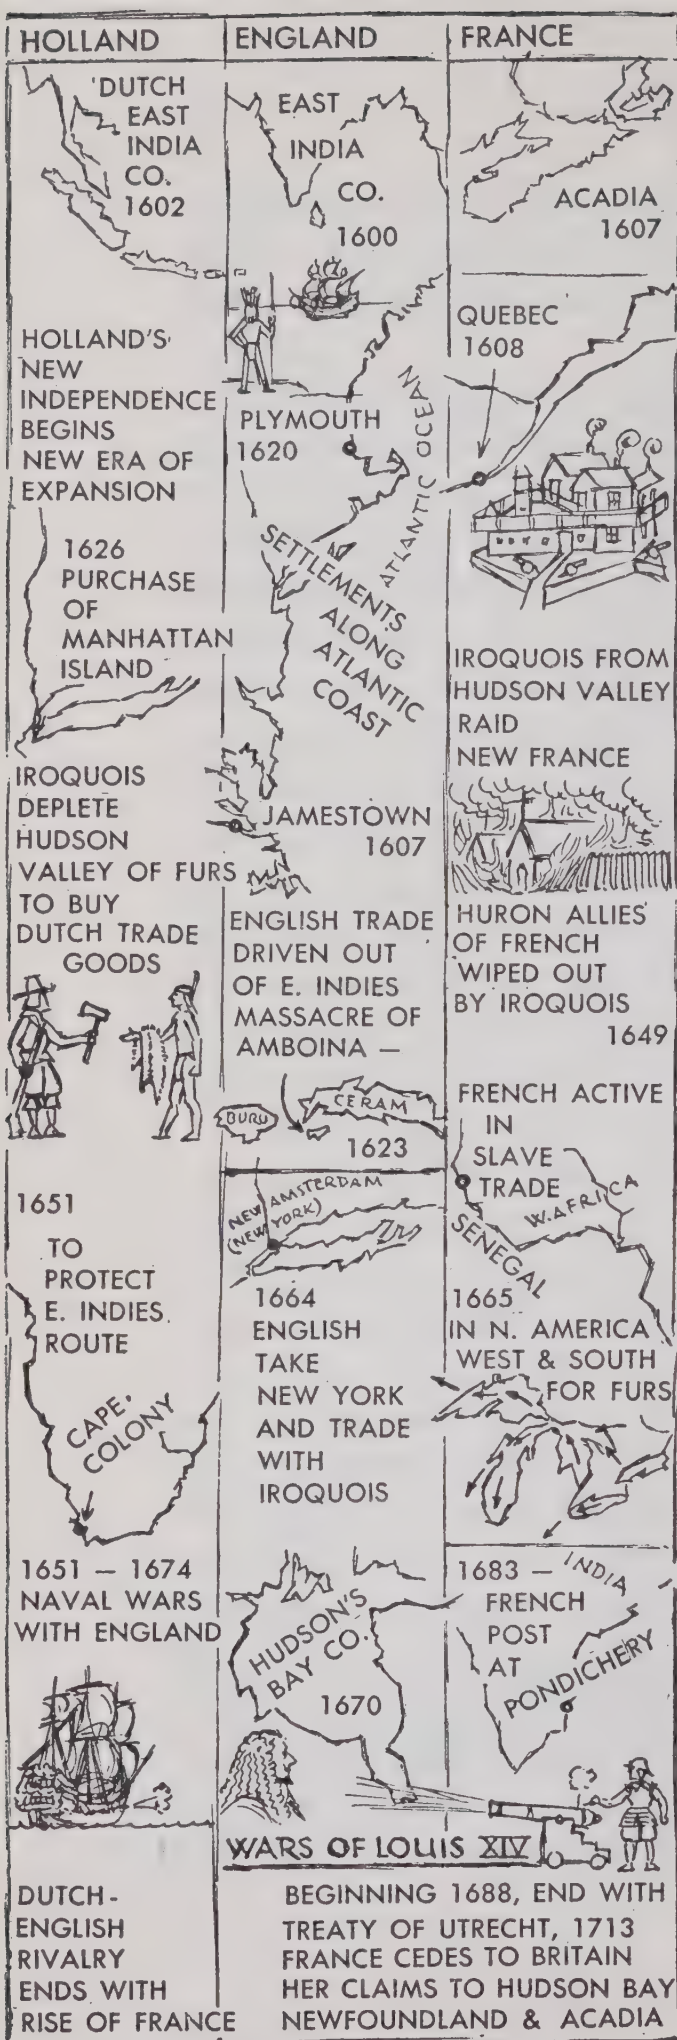 HOLLAND
DUTCH
EAST
INDIA
CO.
1602
HOLLAND'S
NEW
INDEPENDENCE
BEGINS
NEW ERA OF
EXPANSION
1626
PURCHASE
OF
MANHATTAN
ISLAND
IROQUOIS
DEPLETE
HUDSON
VALLEY OF FURS
TO BUY
DUTCH TRADE
GOODS
1651
TO
PROTECT
E. INDIES
ROUTE
CAPE
COLONY
1651 — 1674
NAVAL WARS
WITH ENGLAND
DUTCH-
ENGLISH
RIVALRY
ENDS WITH
RISE OF FRANCE
ENGLAND
EAST
INDIA
CO.
1600
PLYMOUTH
1620
ATLANTIC OCEAN
SETTLEMENTS
ALONG
ATLANTIC
COAST
JAMESTOWN
1607
ENGLISH TRADE
DRIVEN OUT
OF E. INDIES
MASSACRE OF
AMBOINA —
BURU
CERAM
1623
NEW AMSTERDAM
(NEW YORK)
1664
ENGLISH
TAKE
NEW YORK
AND TRADE
WITH
IROQUOIS
HUDSON'S
BAY CO.
1670
FRANCE
ACADIA
1607
QUEBEC
1608
IROQUOIS FROM
HUDSON VALLEY
RAID
NEW FRANCE
HURON ALLIES
OF FRENCH
WIPED OUT
BY IROQUOIS
1649
FRENCH ACTIVE
IN
SLAVE
TRADE
W. AFRICA
SENEGAL
1665
IN N. AMERICA
WEST & SOUTH
FOR FURS
1683 — INDIA
FRENCH
POST
AT
PONDICHERY
WARS OF LOUIS XIV
BEGINNING 1688, END WITH
TREATY OF UTRECHT, 1713
FRANCE CEDES TO BRITAIN
HER CLAIMS TO HUDSON BAY
NEWFOUNDLAND & ACADIA